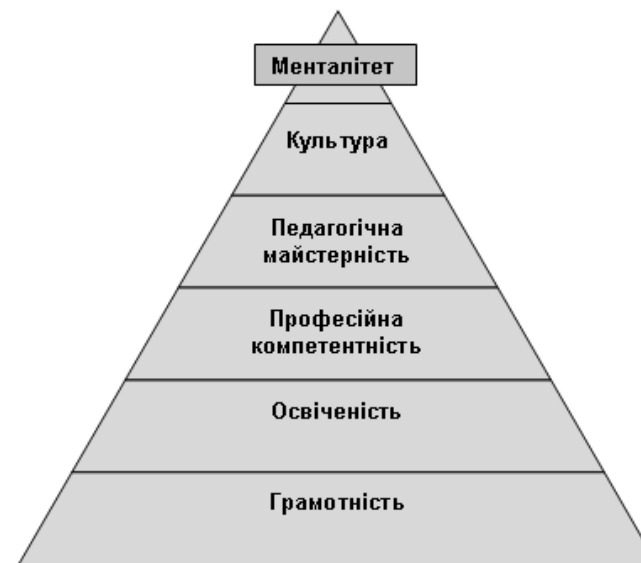 Менталітет
Культура
Педагогічна
майстерність
Професійна
компетентність
Освіченість
Грамотність